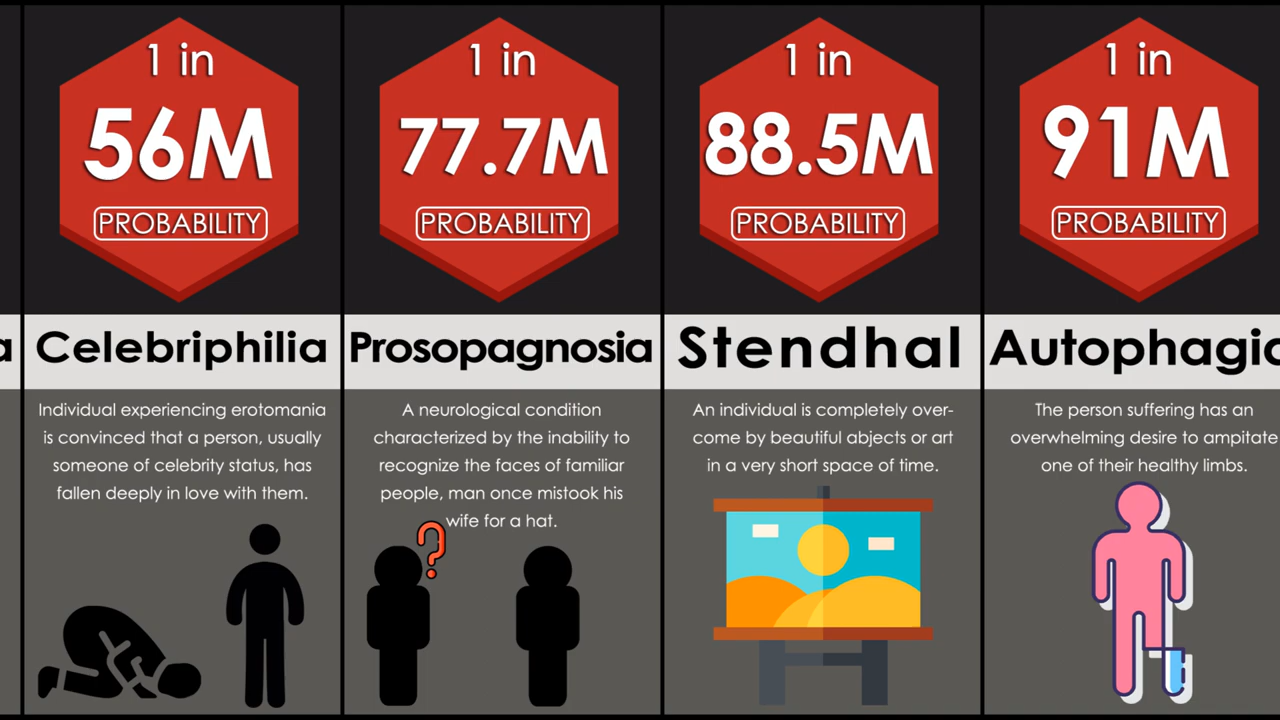 1 in
56M
PROBABILITY
Celebriphilia
Individual experiencing erotomania
is convinced that a person, usually
someone of celebrity status, has
fallen deeply in love with them.
1 in
77.7M
PROBABILITY
Prosopagnosia
A neurological condition
characterized by the inability to
recognize the faces of familiar
people, man once mistook his
wife for a hat.
?
1 in
88.5M
PROBABILITY
Stendhal
An individual is completely over-
come by beautiful abjects or art
in a very short space of time.
1 in
91M
PROBABILITY
Autophagic
The person suffering has an
overwhelming desire to ampitate
one of their healthy limbs.